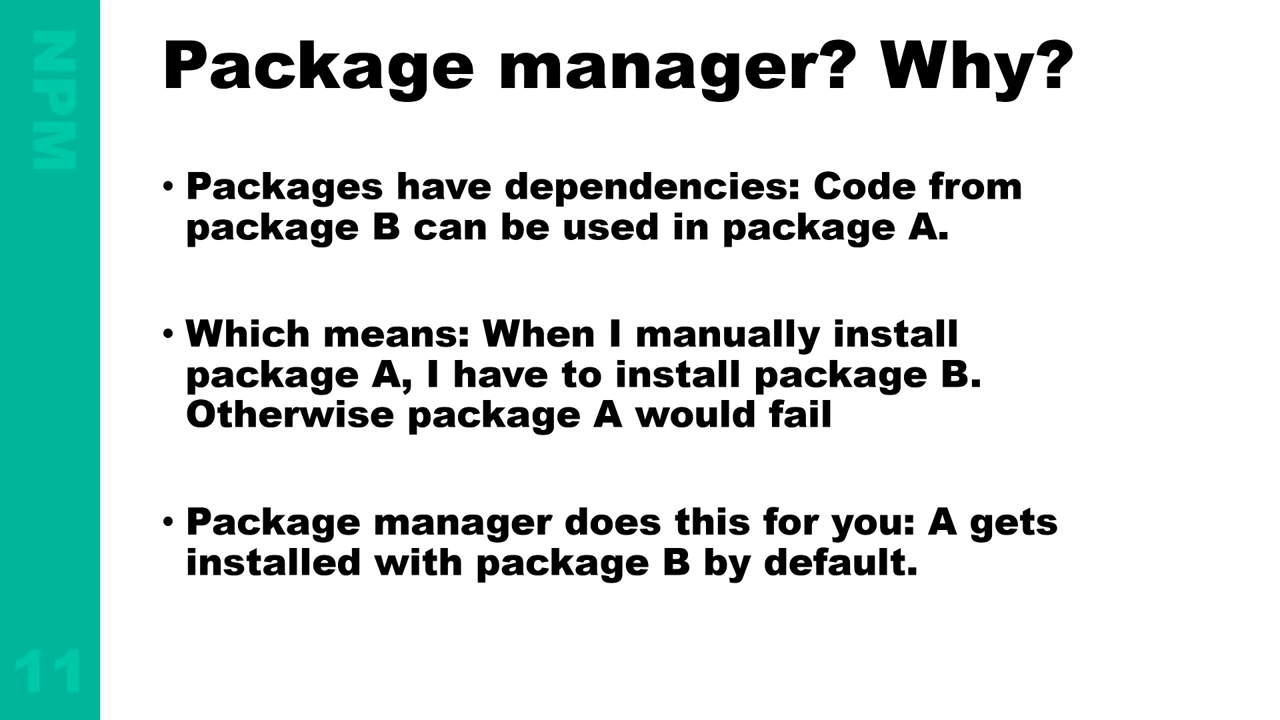 NPM
Package manager? Why?
• Packages have dependencies: Code from
package B can be used in package A.
• Which means: When I manually install
package A, I have to install package B.
Otherwise package A would fail
• Package manager does this for you: A gets
installed with package B by default.
11